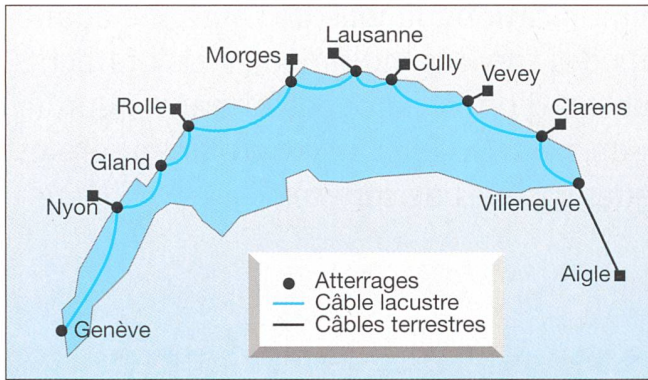 Lausanne
Morges
Cully
Vevey
Rolle
Clarens
Gland
Nyon
Villeneuve
Aigle
Genève
Atterrages
Câble lacustre
Câbles terrestres